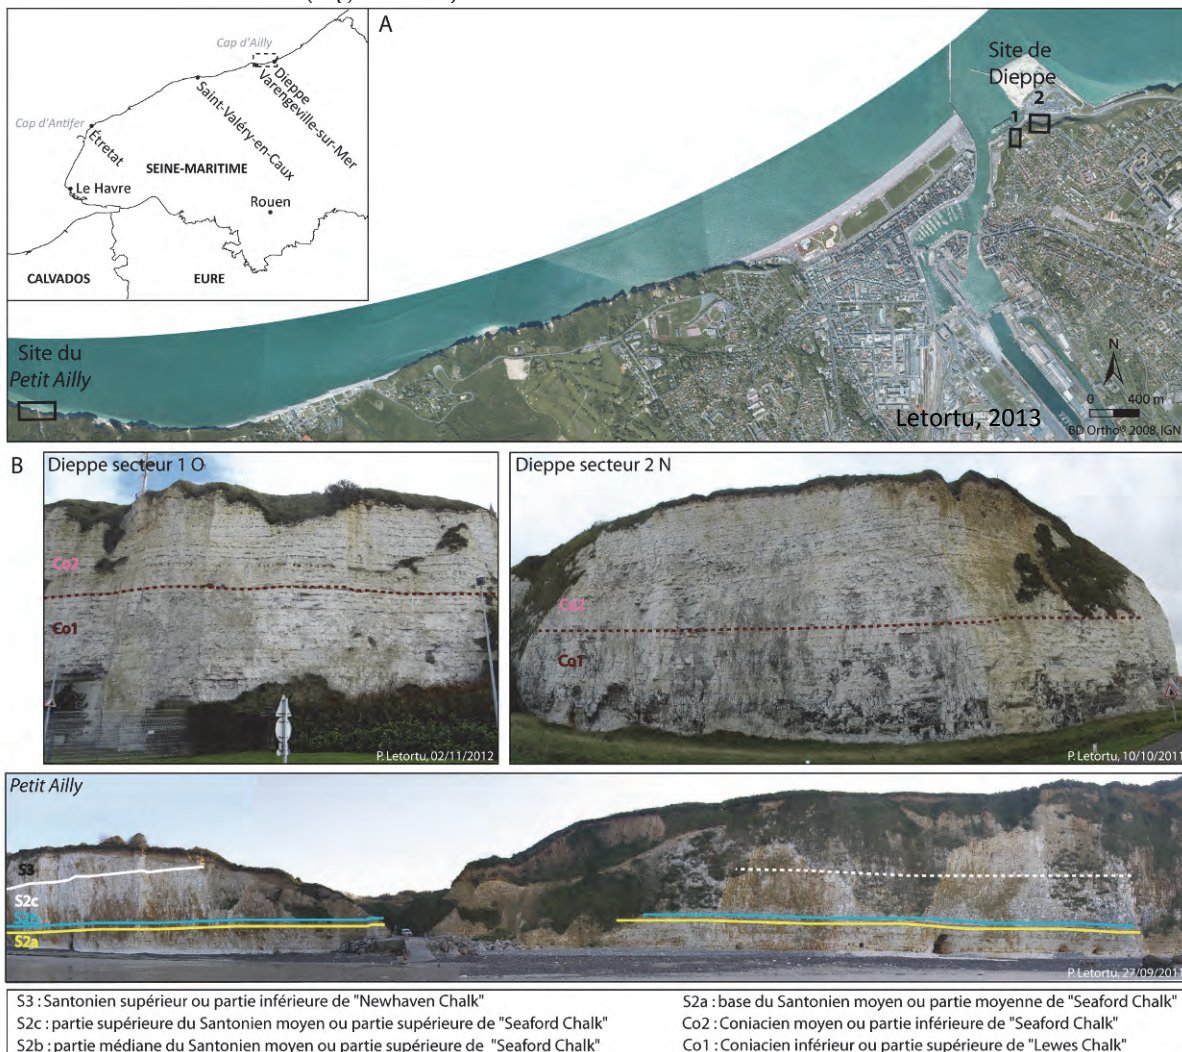 A
Cap d'Ailly
Dieppe
Varengeville-sur-Mer
Saint-Valéry-en-Caux
Cap d'Antifer
Étretat
SEINE-MARITIME
Le Havre
Rouen
CALVADOS
EURE
Site de
Dieppe
2
1
Site du
Petit Ailly
N
0 400 m
Letortu, 2013
BD Ortho® 2008, IGN
B
Dieppe secteur 1 O
Co2
Co1
P. Letortu, 02/11/2012
Dieppe secteur 2 N
Co2
Co1
P. Letortu, 10/10/2011
Petit Ailly
S3
S2c
S2b
S2a
P. Letortu, 27/09/2011
S3 : Santonien supérieur ou partie inférieure de "Newhaven Chalk"
S2c : partie supérieure du Santonien moyen ou partie supérieure de "Seaford Chalk"
S2b : partie médiane du Santonien moyen ou partie supérieure de "Seaford Chalk"
S2a : base du Santonien moyen ou partie moyenne de "Seaford Chalk"
Co2 : Coniacien moyen ou partie inférieure de "Seaford Chalk"
Co1 : Coniacien inférieur ou partie supérieure de "Lewes Chalk"